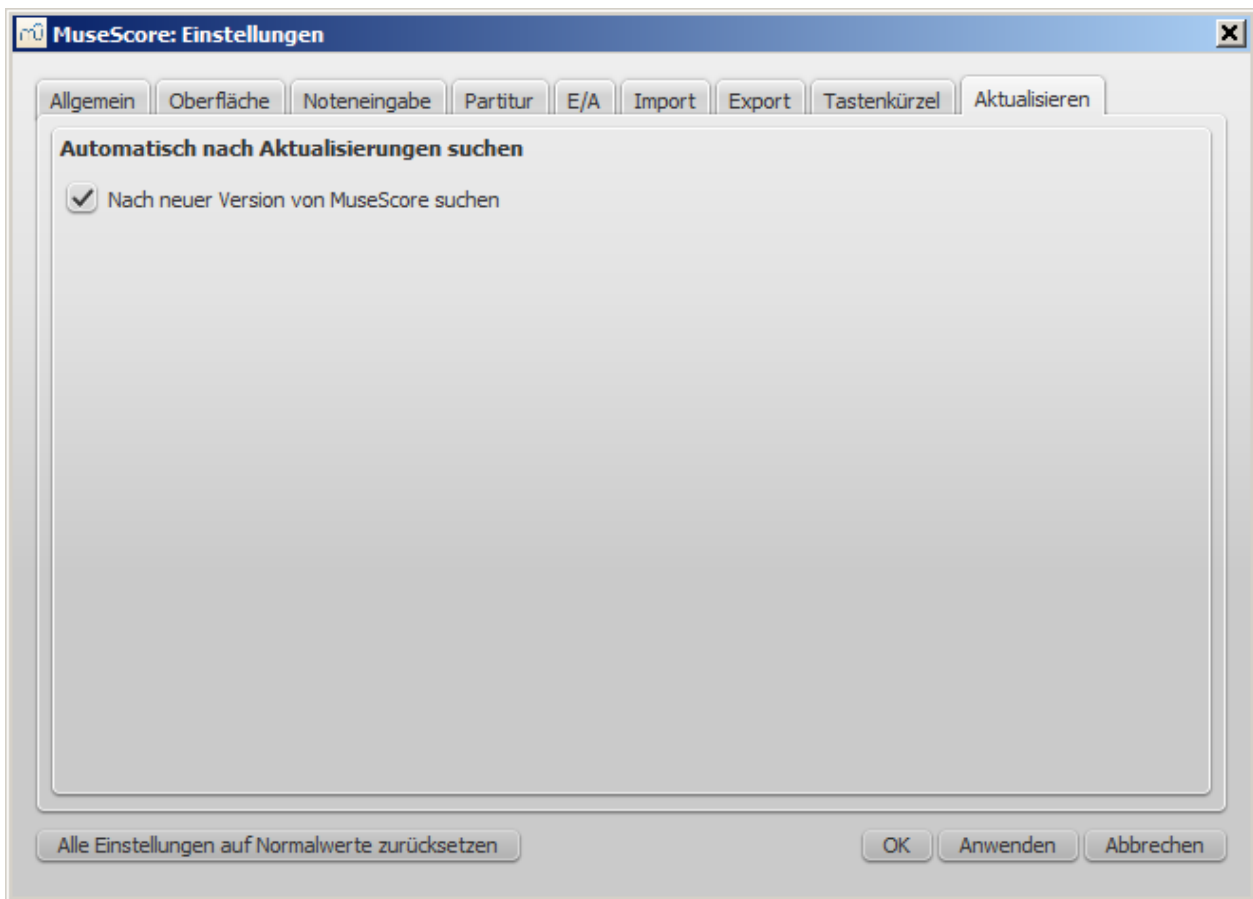 MuseScore: Einstellungen
Allgemein Oberfläche Noteneingabe Partitur E/A Import Export Tastenkürzel Aktualisieren
Automatisch nach Aktualisierungen suchen
Nach neuer Version von MuseScore suchen
Alle Einstellungen auf Normalwerte zurücksetzen OK Anwenden Abbrechen